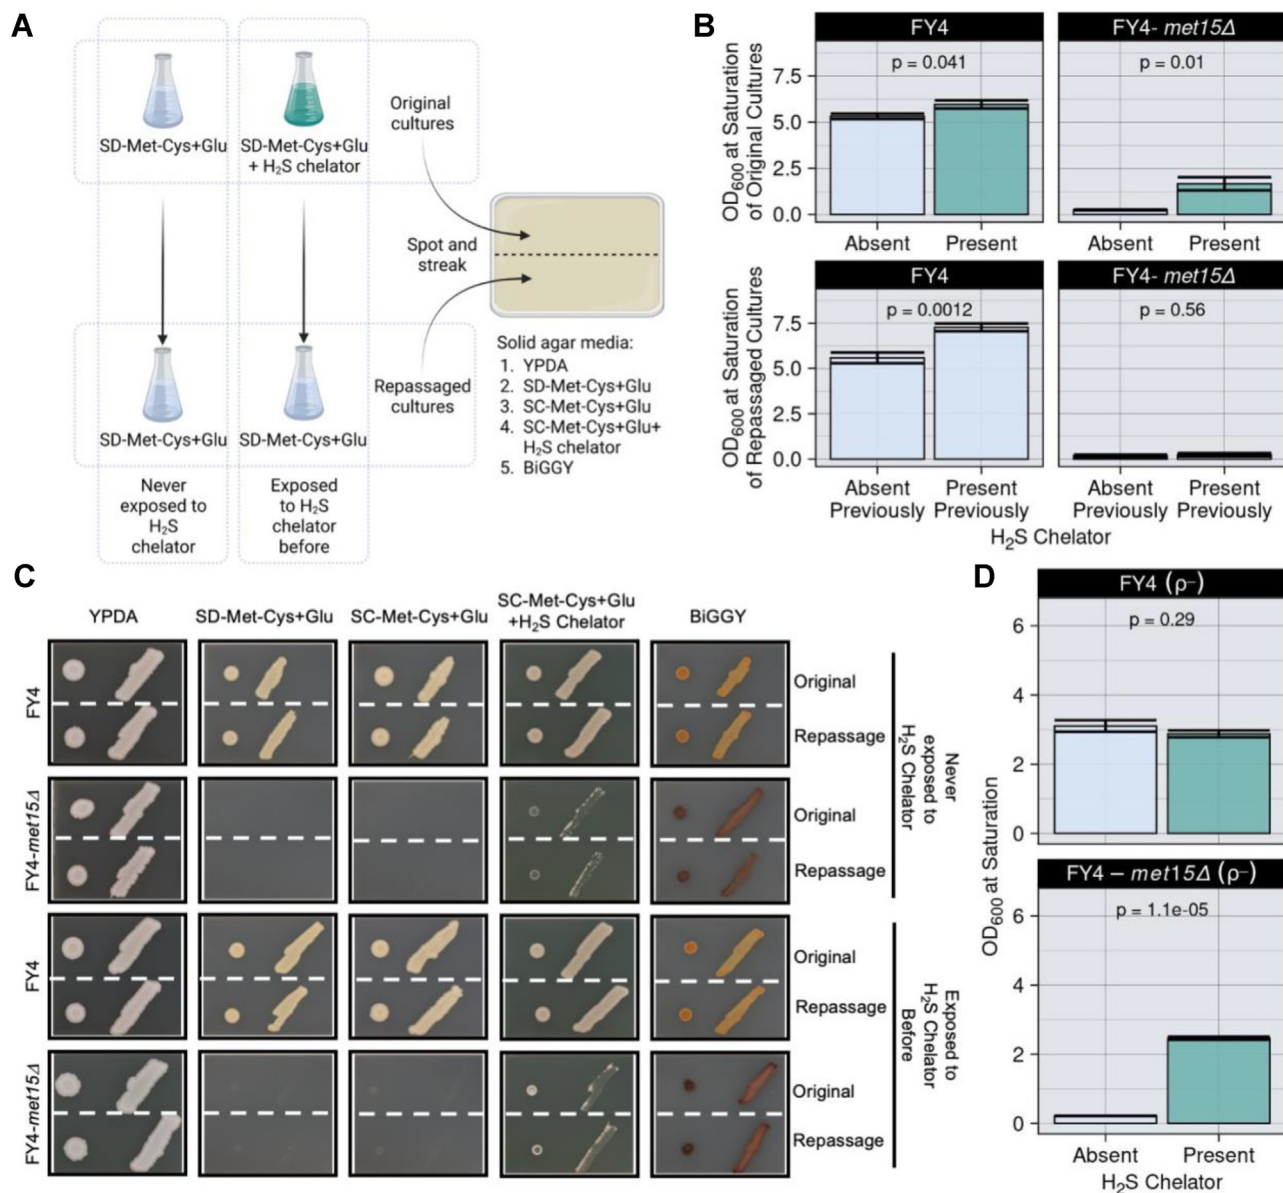 A
SD-Met-Cys+Glu
SD-Met-Cys+Glu
+ H₂S chelator
Original
cultures
Spot and
streak
Repassaged
cultures
SD-Met-Cys+Glu
SD-Met-Cys+Glu
Never
exposed to
H₂S
chelator
Exposed
to H₂S
chelator
before
Solid agar media:
1. YPDA
2. SD-Met-Cys+Glu
3. SC-Met-Cys+Glu
4. SC-Met-Cys+Glu+
H₂S chelator
5. BiGGY
B
OD₆₀₀ at Saturation
of Original Cultures
FY4
p = 0.041
7.5
5.0
2.5
0.0
Absent
Present
FY4- met15Δ
p = 0.01
Absent
Present
OD₆₀₀ at Saturation
of Repassaged Cultures
FY4
p = 0.0012
7.5
5.0
2.5
0.0
Absent
Previously
Present
Previously
FY4- met15Δ
p = 0.56
Absent
Previously
Present
Previously
H₂S Chelator
C
YPDA
SD-Met-Cys+Glu
SC-Met-Cys+Glu
SC-Met-Cys+Glu
+H₂S Chelator
BiGGY
FY4
Original
Repassage
FY4-met15Δ
Original
Repassage
Never
exposed to
H₂S Chelator
FY4
Original
Repassage
FY4-met15Δ
Original
Repassage
Exposed to
H₂S Chelator
Before
D
OD₆₀₀ at Saturation
FY4 (ρ⁻)
p = 0.29
6
4
2
0
FY4 – met15Δ (ρ⁻)
p = 1.1e-05
6
4
2
0
Absent
Present
H₂S Chelator